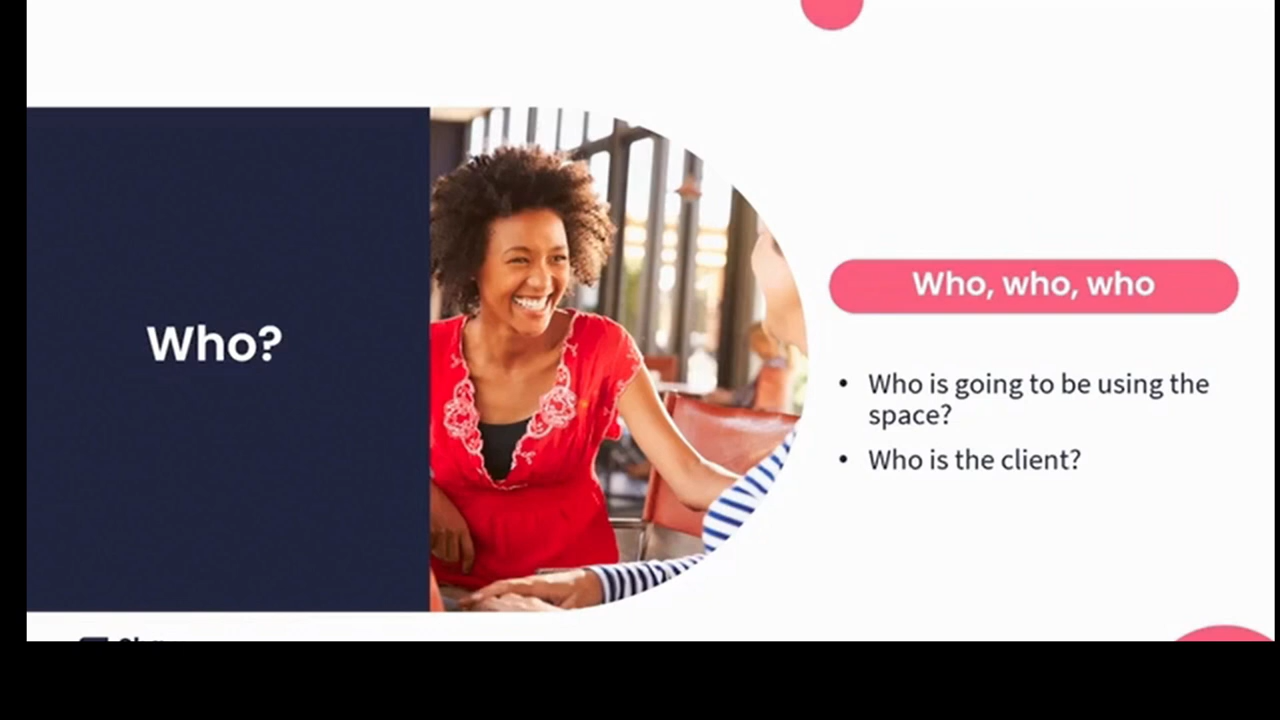 Who?
Who, who, who
• Who is going to be using the
space?
• Who is the client?